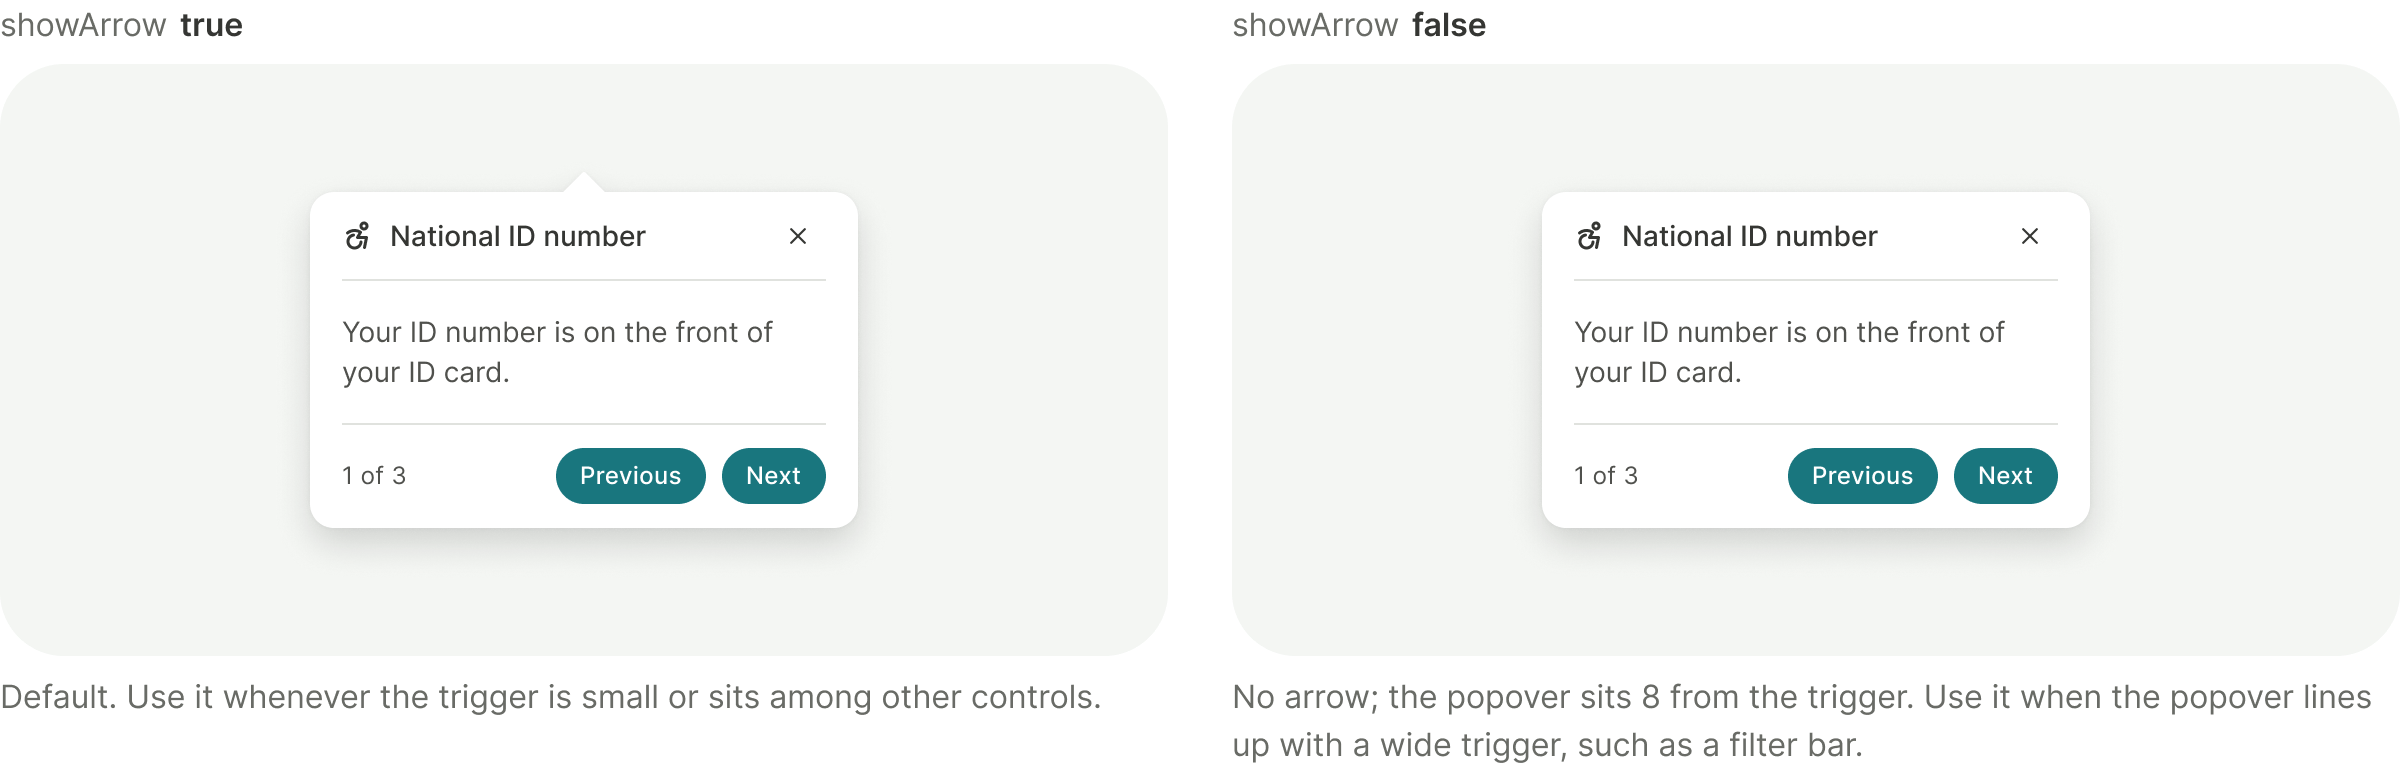 showArrow true
National ID number
Your ID number is on the front of
your ID card.
1 of 3
Previous
Next
Default. Use it whenever the trigger is small or sits among other controls.
showArrow false
National ID number
Your ID number is on the front of
your ID card.
1 of 3
Previous
Next
No arrow; the popover sits 8 from the trigger. Use it when the popover lines
up with a wide trigger, such as a filter bar.